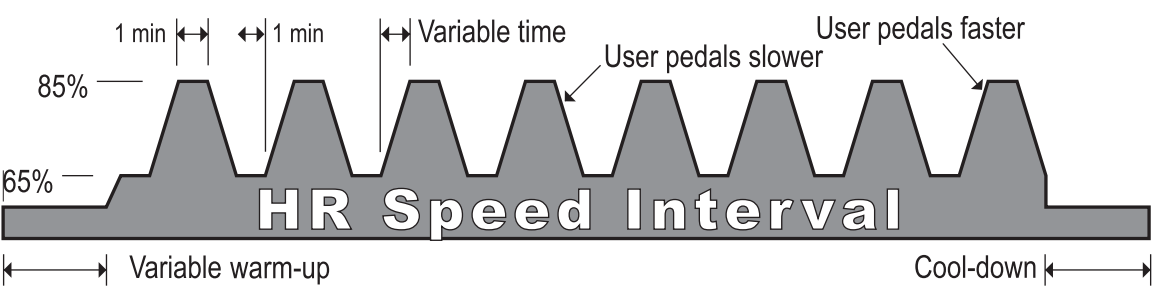 1 min
1 min
Variable time
User pedals faster
User pedals slower
85%
65%
HR Speed Interval
Variable warm-up
Cool-down